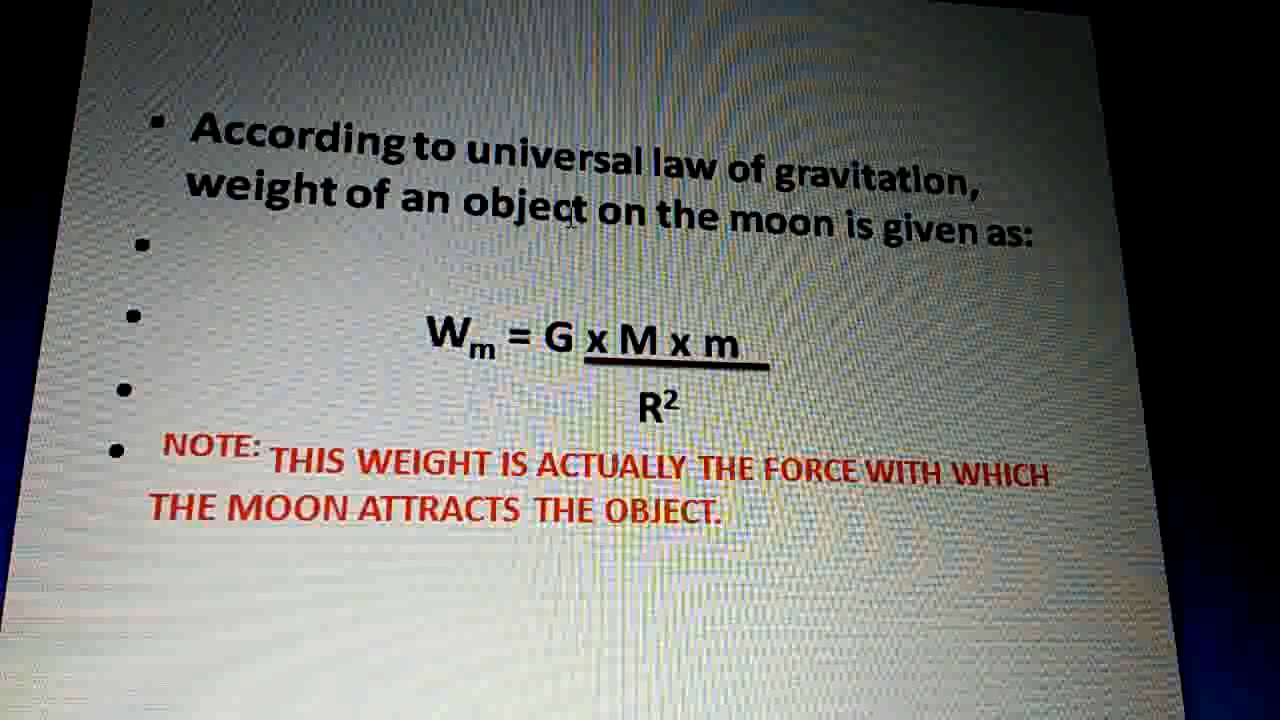 • According to universal law of gravitation,
weight of an object on the moon is given as:
•
•
Wm = G x M x m
R²
•
• NOTE: THIS WEIGHT IS ACTUALLY THE FORCE WITH WHICH
THE MOON ATTRACTS THE OBJECT.